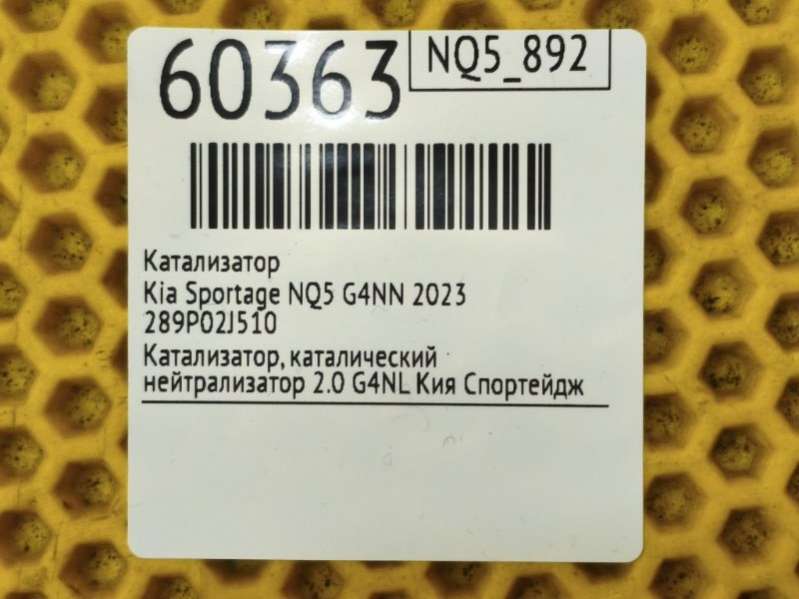 60363
NQ5_892
Катализатор
Kia Sportage NQ5 G4NN 2023
289P02J510
Катализатор, каталический
нейтрализатор 2.0 G4NL Кия Спортейдж